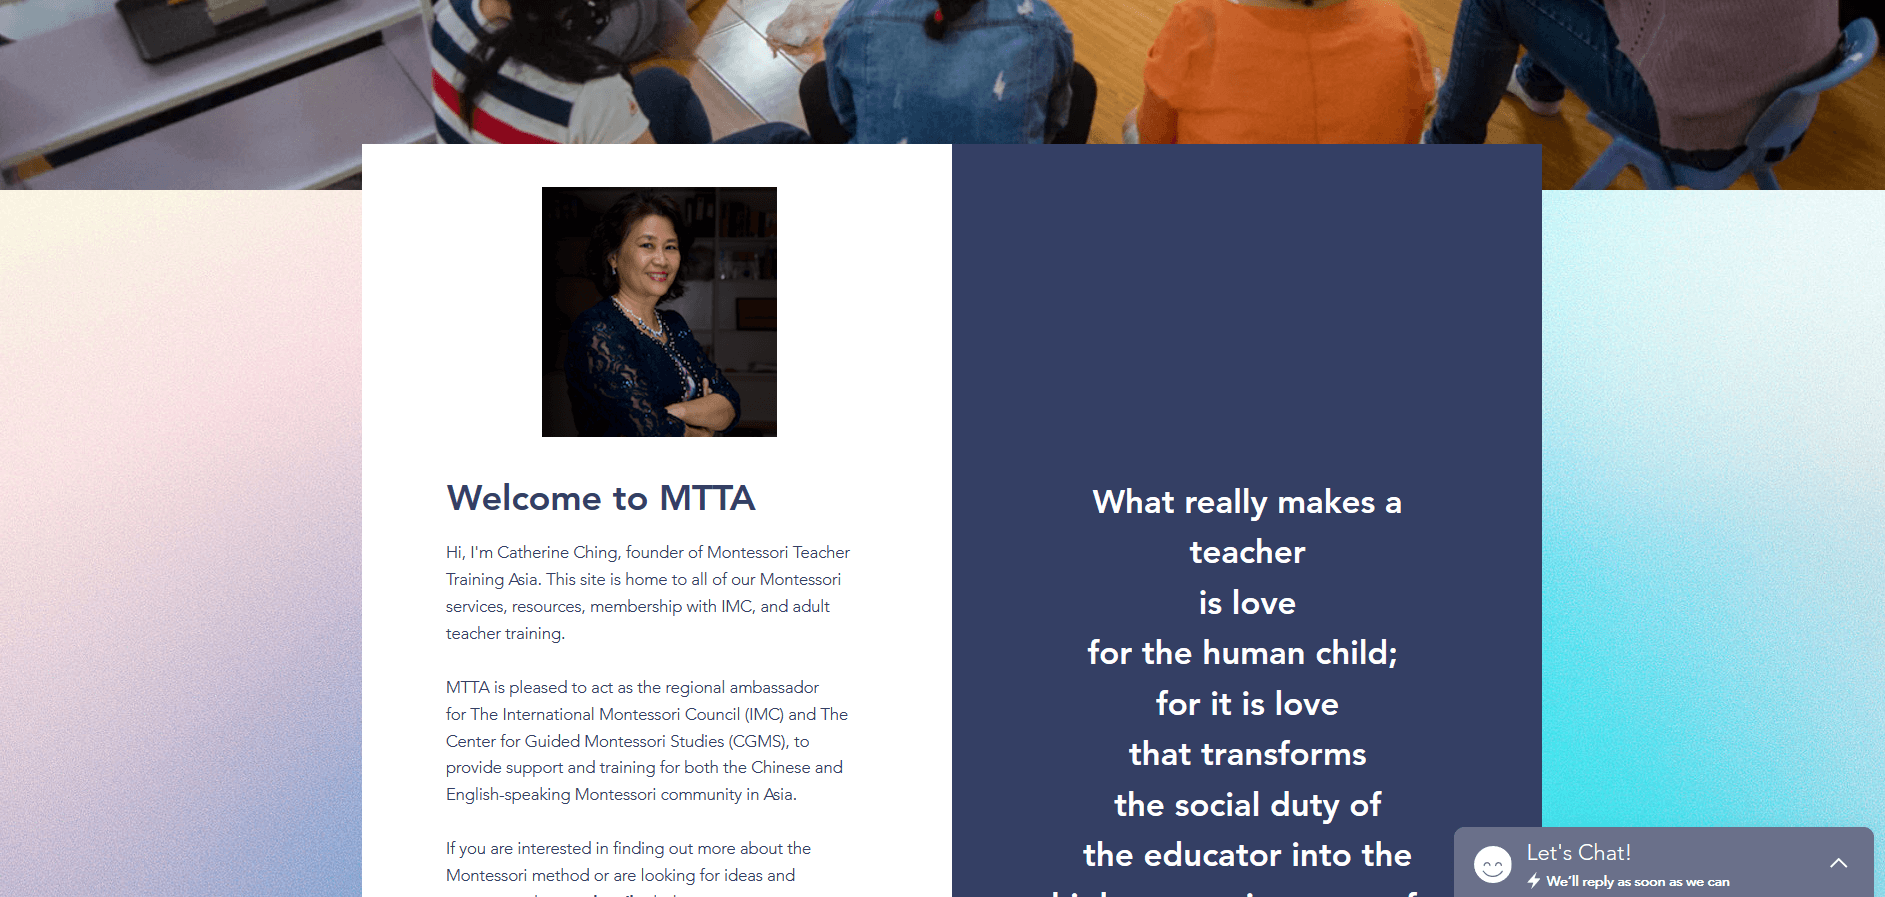 Welcome to MTTA
Hi, I'm Catherine Ching, founder of Montessori Teacher
Training Asia. This site is home to all of our Montessori
services, resources, membership with IMC, and adult
teacher training.
MTTA is pleased to act as the regional ambassador
for The International Montessori Council (IMC) and The
Center for Guided Montessori Studies (CGMS), to
provide support and training for both the Chinese and
English-speaking Montessori community in Asia.
If you are interested in finding out more about the
Montessori method or are looking for ideas and
What really makes a
teacher
is love
for the human child;
for it is love
that transforms
the social duty of
the educator into the
Let's Chat!
We'll reply as soon as we can